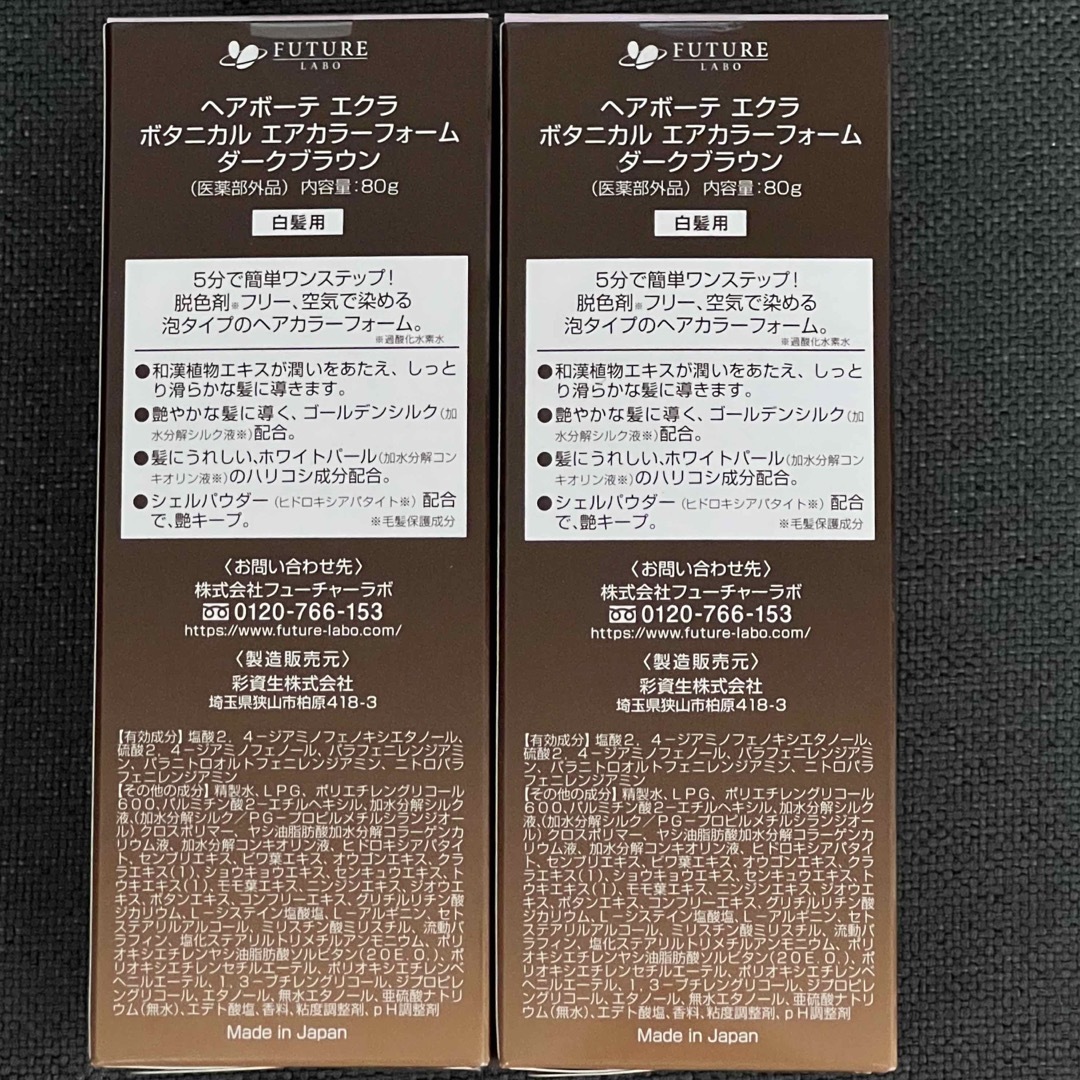 FUTURE
LABO
ヘアボーテ エクラ
ボタニカル エアカラーフォーム
ダークブラウン
（医薬部外品） 内容量：80g
白髪用
5分で簡単ワンステップ！
脱色剤※フリー、空気で染める
泡タイプのヘアカラーフォーム。
※過酸化水素水
●和漢植物エキスが潤いをあたえ、しっと
り滑らかな髪に導きます。
●艶やかな髪に導く、ゴールデンシルク（加
水分解シルク液※）配合。
●髪にうれしい、ホワイトパール（加水分解コン
キオリン液※）のハリコシ成分配合。
●シェルパウダー（ヒドロキシアパタイト※）配合
で、艶キープ。 ※毛髪保護成分
〈お問い合わせ先〉
株式会社フューチャーラボ
0120-766-153
https://www.future-labo.com/
〈製造販売元〉
彩資生株式会社
埼玉県狭山市柏原418-3
【有効成分】塩酸2，4－ジアミノフェノキシエタノール、
硫酸2，4－ジアミノフェノール、パラフェニレンジアミ
ン、パラニトロオルトフェニレンジアミン、ニトロパラ
フェニレンジアミン
【その他の成分】精製水、LPG、ポリエチレングリコール
600、パルミチン酸2－エチルヘキシル、加水分解シルク
液、（加水分解シルク／PG－プロピルメチルシランジオー
ル）クロスポリマー、ヤシ油脂肪酸加水分解コラーゲンカ
リウム液、加水分解コンキオリン液、ヒドロキシアパタイ
ト、センブリエキス、ビワ葉エキス、オウゴンエキス、クラ
ラエキス（1）、ショウキョウエキス、センキュウエキス、ト
ウキエキス（1）、モモ葉エキス、ニンジンエキス、ジオウエ
キス、ボタンエキス、コンフリーエキス、グリチルリチン酸
ジカリウム、L－システイン塩酸塩、L－アルギニン、セト
ステアリルアルコール、ミリスチン酸ミリスチル、流動パ
ラフィン、塩化ステアリルトリメチルアンモニウム、ポリ
オキシエチレンヤシ油脂肪酸ソルビタン（20E.O.）、ポ
リオキシエチレンセチルエーテル、ポリオキシエチレンベ
ヘニルエーテル、1，3－ブチレングリコール、ジプロピ
レングリコール、エタノール、無水エタノール、亜硫酸ナトリ
ウム（無水）、エデト酸塩、香料、粘度調整剤、pH調整剤
Made in Japan
FUTURE
LABO
ヘアボーテ エクラ
ボタニカル エアカラーフォーム
ダークブラウン
（医薬部外品） 内容量：80g
白髪用
5分で簡単ワンステップ！
脱色剤※フリー、空気で染める
泡タイプのヘアカラーフォーム。
※過酸化水素水
●和漢植物エキスが潤いをあたえ、しっと
り滑らかな髪に導きます。
●艶やかな髪に導く、ゴールデンシルク（加
水分解シルク液※）配合。
●髪にうれしい、ホワイトパール（加水分解コン
キオリン液※）のハリコシ成分配合。
●シェルパウダー（ヒドロキシアパタイト※）配合
で、艶キープ。 ※毛髪保護成分
〈お問い合わせ先〉
株式会社フューチャーラボ
0120-766-153
https://www.future-labo.com/
〈製造販売元〉
彩資生株式会社
埼玉県狭山市柏原418-3
【有効成分】塩酸2，4－ジアミノフェノキシエタノール、
硫酸2，4－ジアミノフェノール、パラフェニレンジアミ
ン、パラニトロオルトフェニレンジアミン、ニトロパラ
フェニレンジアミン
【その他の成分】精製水、LPG、ポリエチレングリコール
600、パルミチン酸2－エチルヘキシル、加水分解シルク
液、（加水分解シルク／PG－プロピルメチルシランジオー
ル）クロスポリマー、ヤシ油脂肪酸加水分解コラーゲンカ
リウム液、加水分解コンキオリン液、ヒドロキシアパタイ
ト、センブリエキス、ビワ葉エキス、オウゴンエキス、クラ
ラエキス（1）、ショウキョウエキス、センキュウエキス、ト
ウキエキス（1）、モモ葉エキス、ニンジンエキス、ジオウエ
キス、ボタンエキス、コンフリーエキス、グリチルリチン酸
ジカリウム、L－システイン塩酸塩、L－アルギニン、セト
ステアリルアルコール、ミリスチン酸ミリスチル、流動
パラフィン、塩化ステアリルトリメチルアンモニウム、ポリ
オキシエチレンヤシ油脂肪酸ソルビタン（20E.O.）、ポ
リオキシエチレンセチルエーテル、ポリオキシエチレンベ
ヘニルエーテル、1，3－ブチレングリコール、ジプロピレ
ングリコール、エタノール、無水エタノール、亜硫酸ナトリ
ウム（無水）、エデト酸塩、香料、粘度調整剤、pH調整剤
Made in Japan